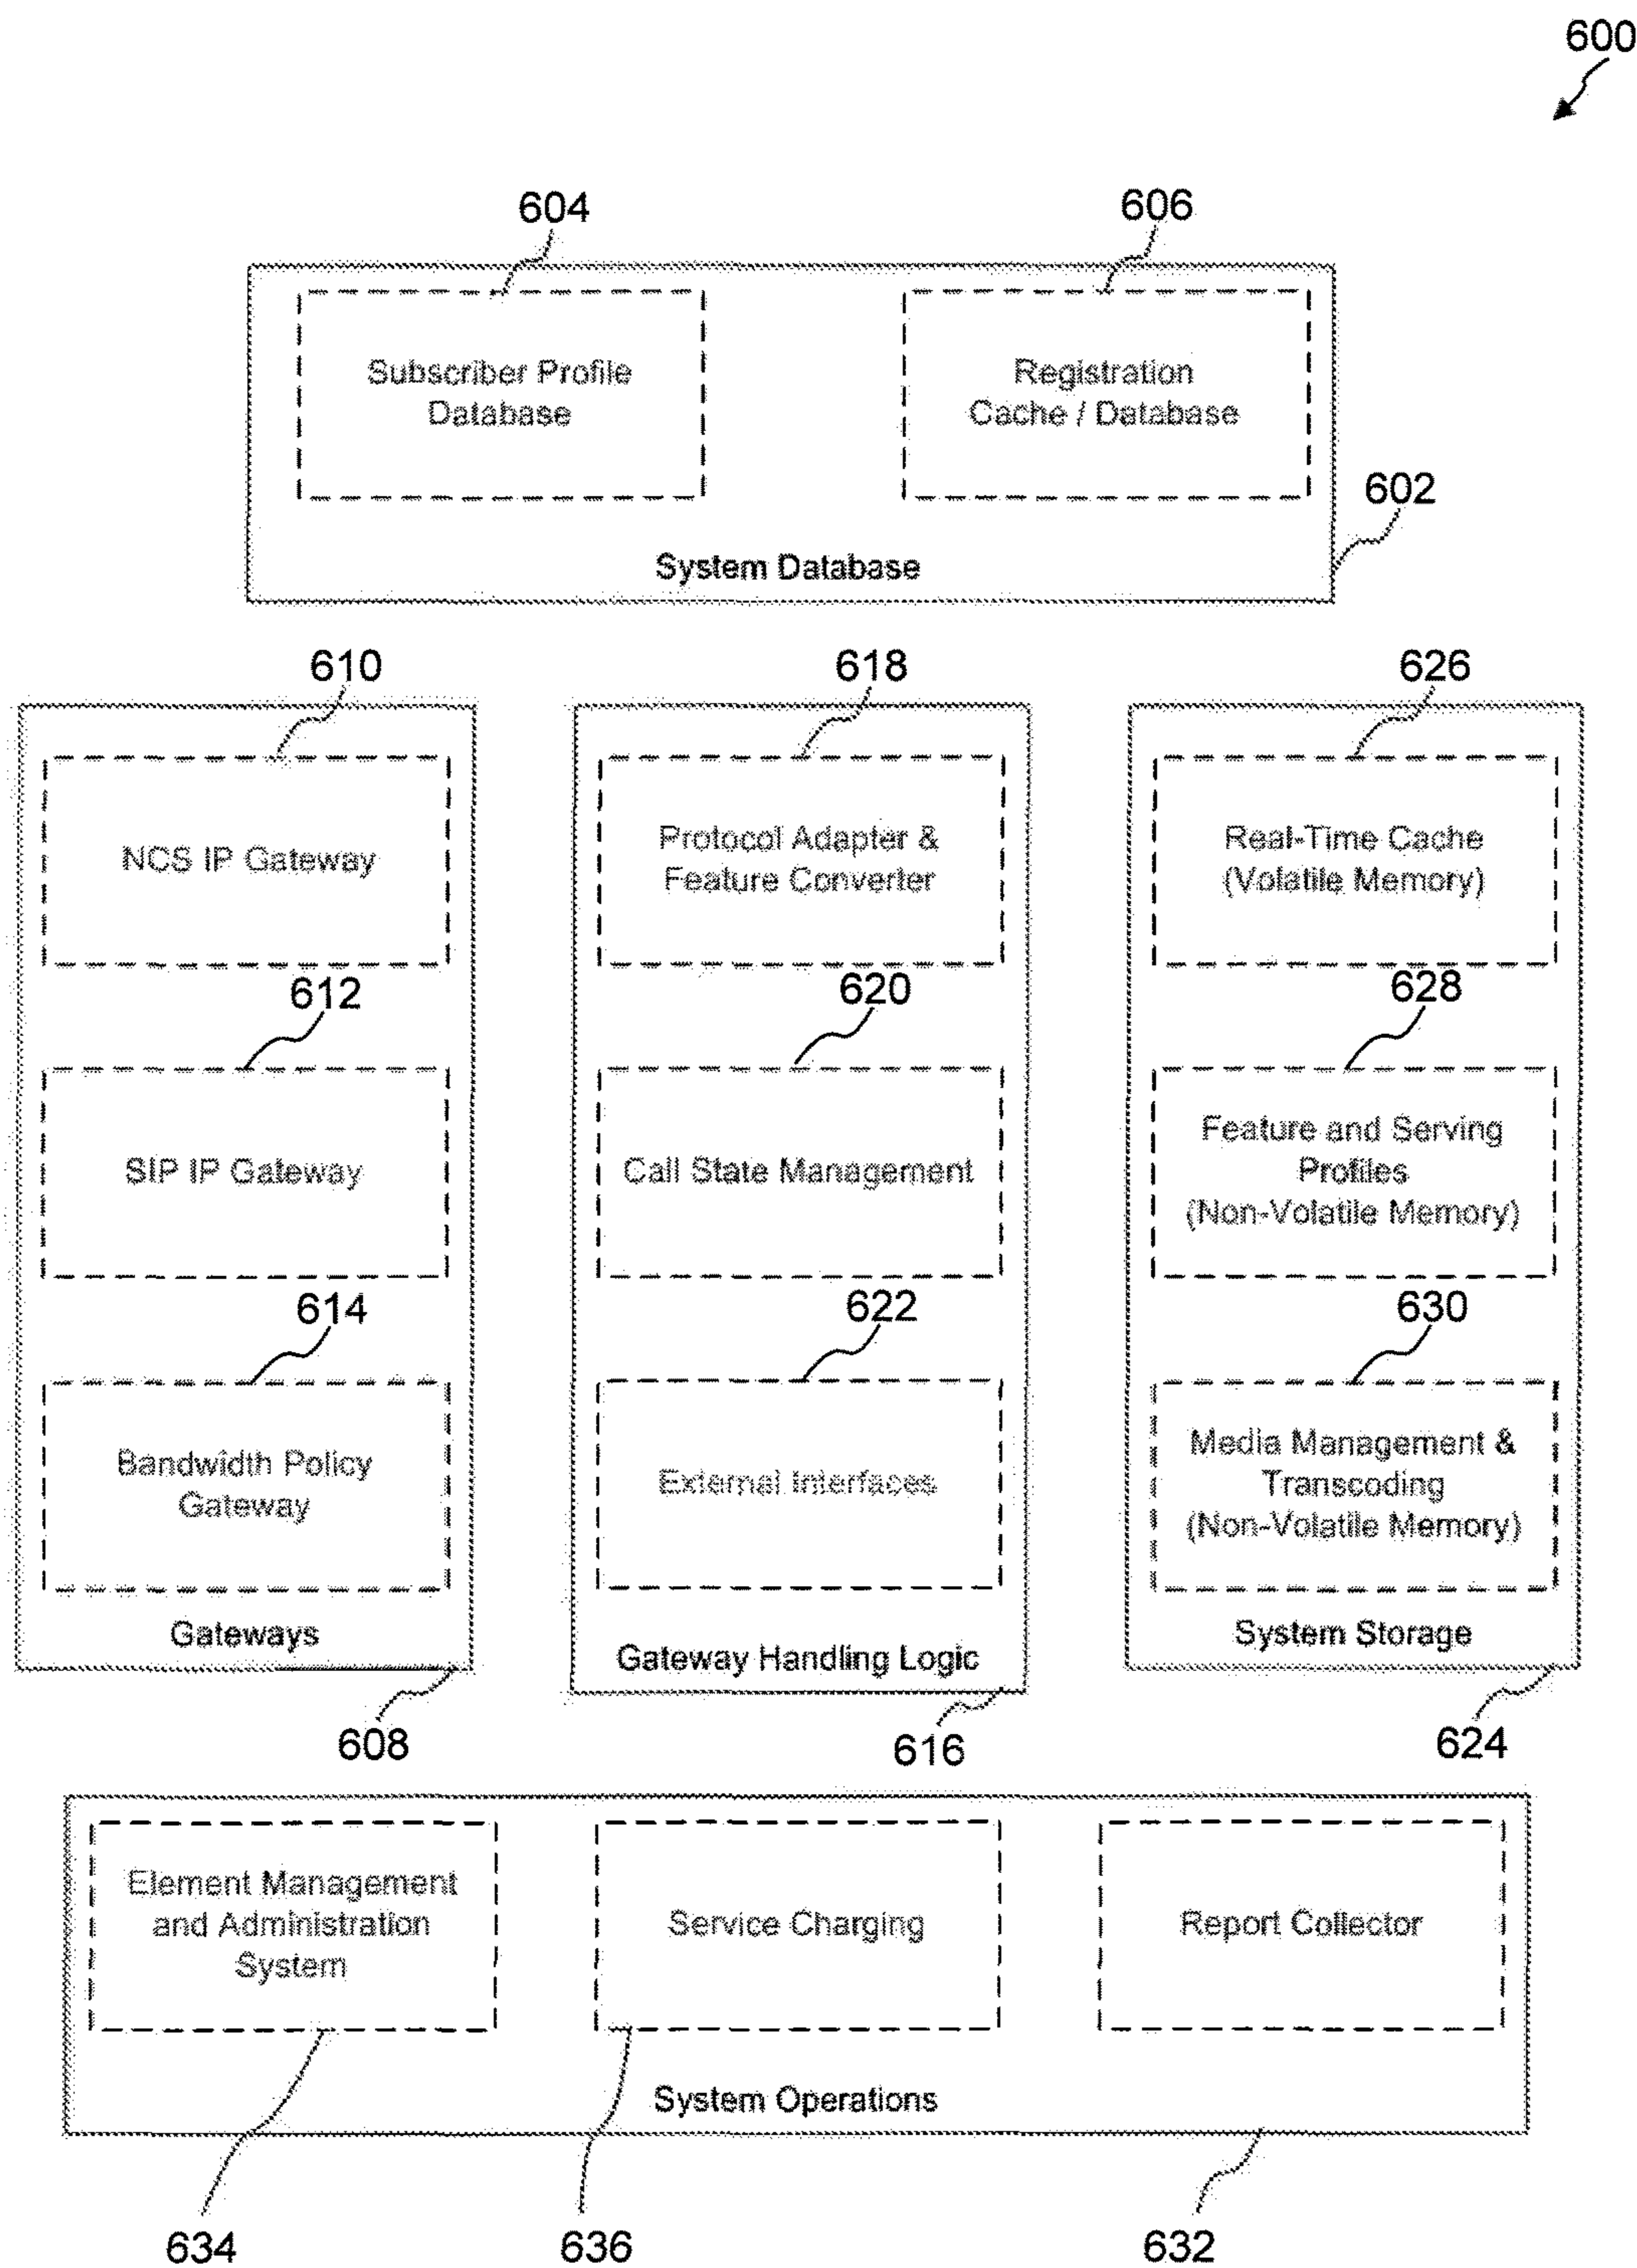 600
604
606
Subscriber Profile
Database
Registration
Cache / Database
602
System Database
610
618
626
NCS IP Gateway
Protocol Adapter &
Feature Converter
Real-Time Cache
(Volatile Memory)
612
620
628
SIP IP Gateway
Call State Management
Feature and Serving
Profiles
(Non-Volatile Memory)
614
622
630
Bandwidth Policy
Gateway
External Interfaces
Media Management &
Transcoding
(Non-Volatile Memory)
Gateways
Gateway Handling Logic
System Storage
608
616
624
Element Management
and Administration
System
Service Charging
Report Collector
System Operations
634
636
632